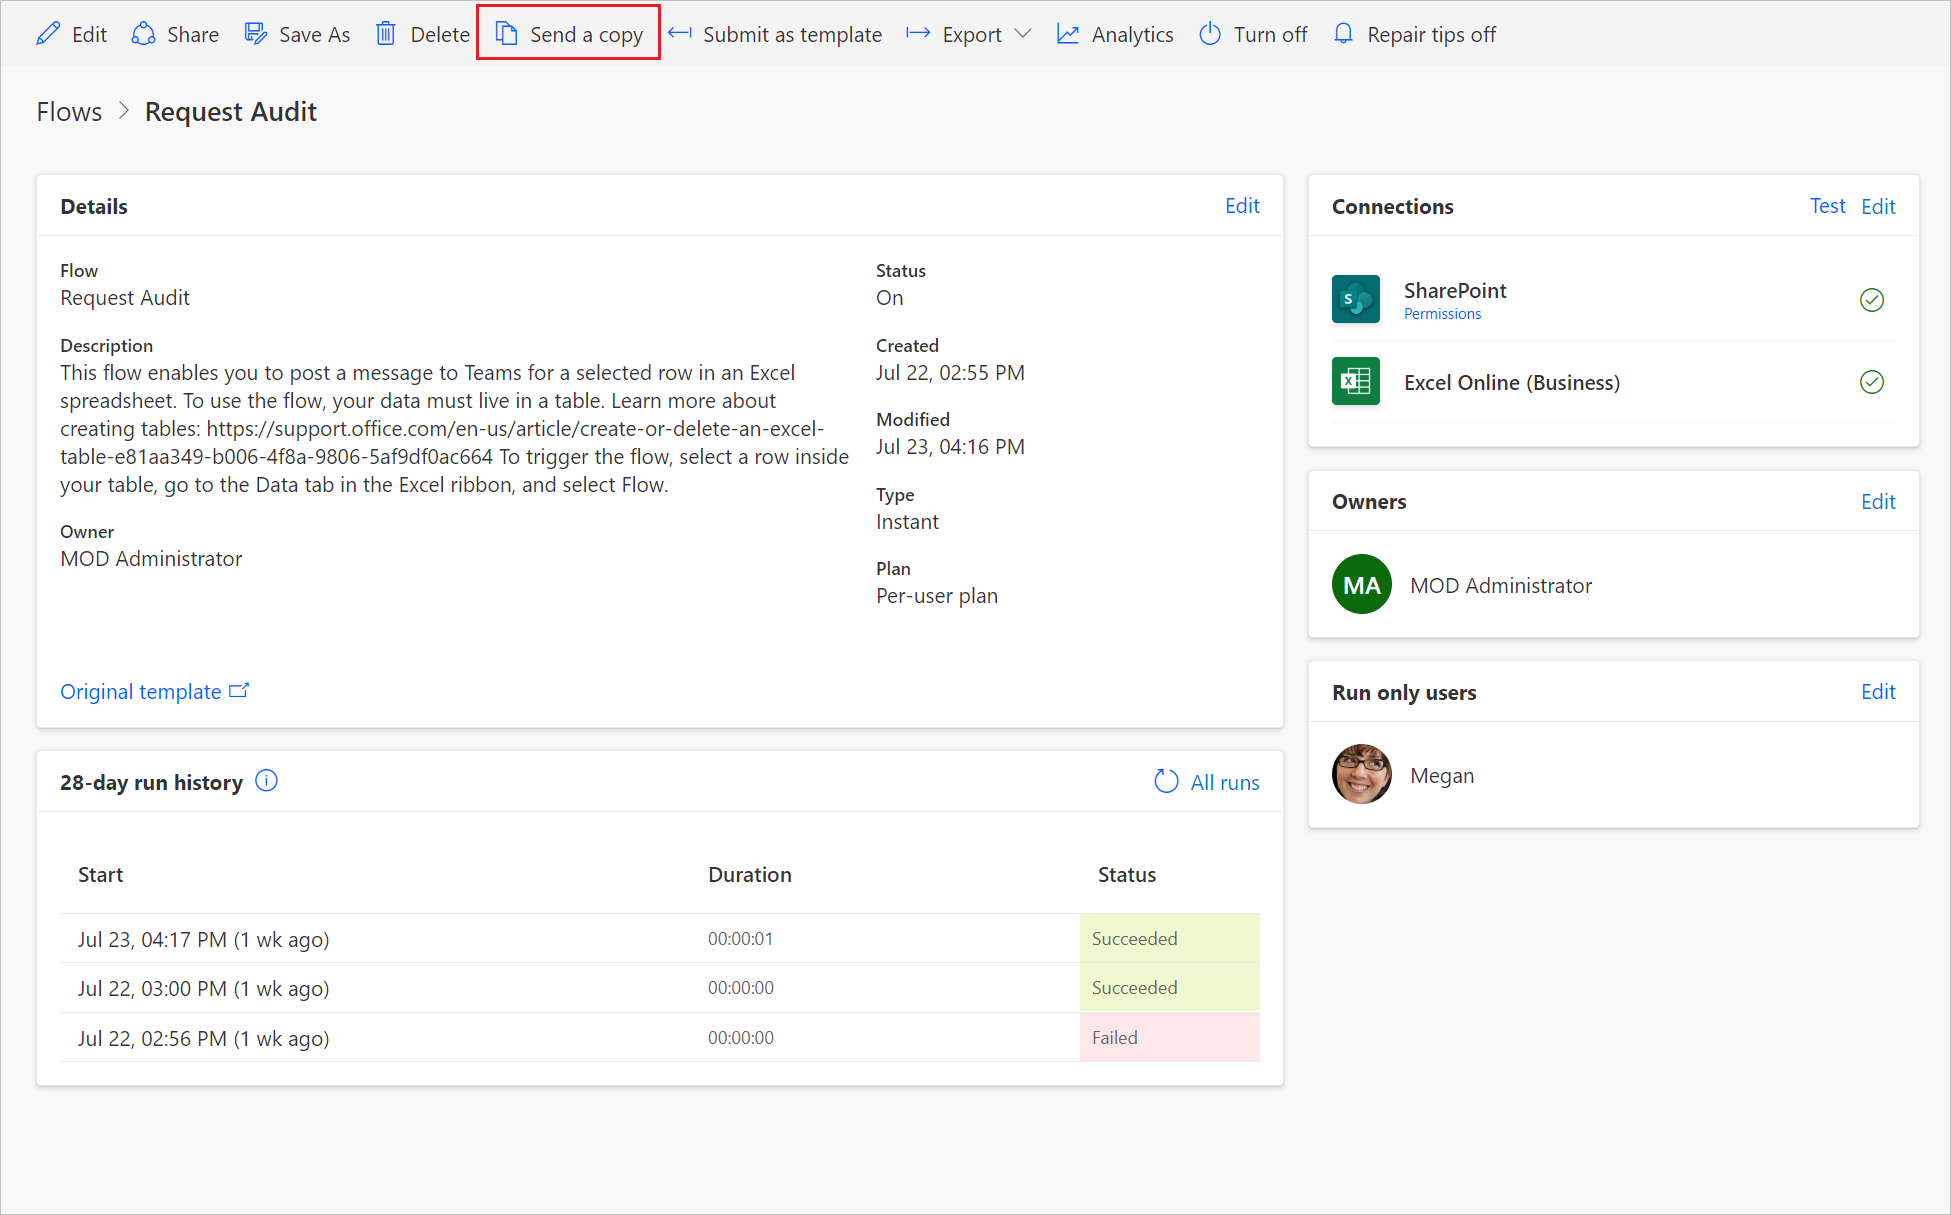 Edit Share Save As Delete Send a copy Submit as template Export Analytics Turn off Repair tips off
Flows > Request Audit
Details Edit
Flow
Request Audit
Description
This flow enables you to post a message to Teams for a selected row in an Excel
spreadsheet. To use the flow, your data must live in a table. Learn more about
creating tables: https://support.office.com/en-us/article/create-or-delete-an-excel-
table-e81aa349-b006-4f8a-9806-5af9df0ac664 To trigger the flow, select a row inside
your table, go to the Data tab in the Excel ribbon, and select Flow.
Owner
MOD Administrator
Status
On
Created
Jul 22, 02:55 PM
Modified
Jul 23, 04:16 PM
Type
Instant
Plan
Per-user plan
Original template
28-day run history All runs
Start Duration Status
Jul 23, 04:17 PM (1 wk ago) 00:00:01 Succeeded
Jul 22, 03:00 PM (1 wk ago) 00:00:00 Succeeded
Jul 22, 02:56 PM (1 wk ago) 00:00:00 Failed
Connections Test Edit
SharePoint
Permissions
Excel Online (Business)
Owners Edit
MA MOD Administrator
Run only users Edit
Megan